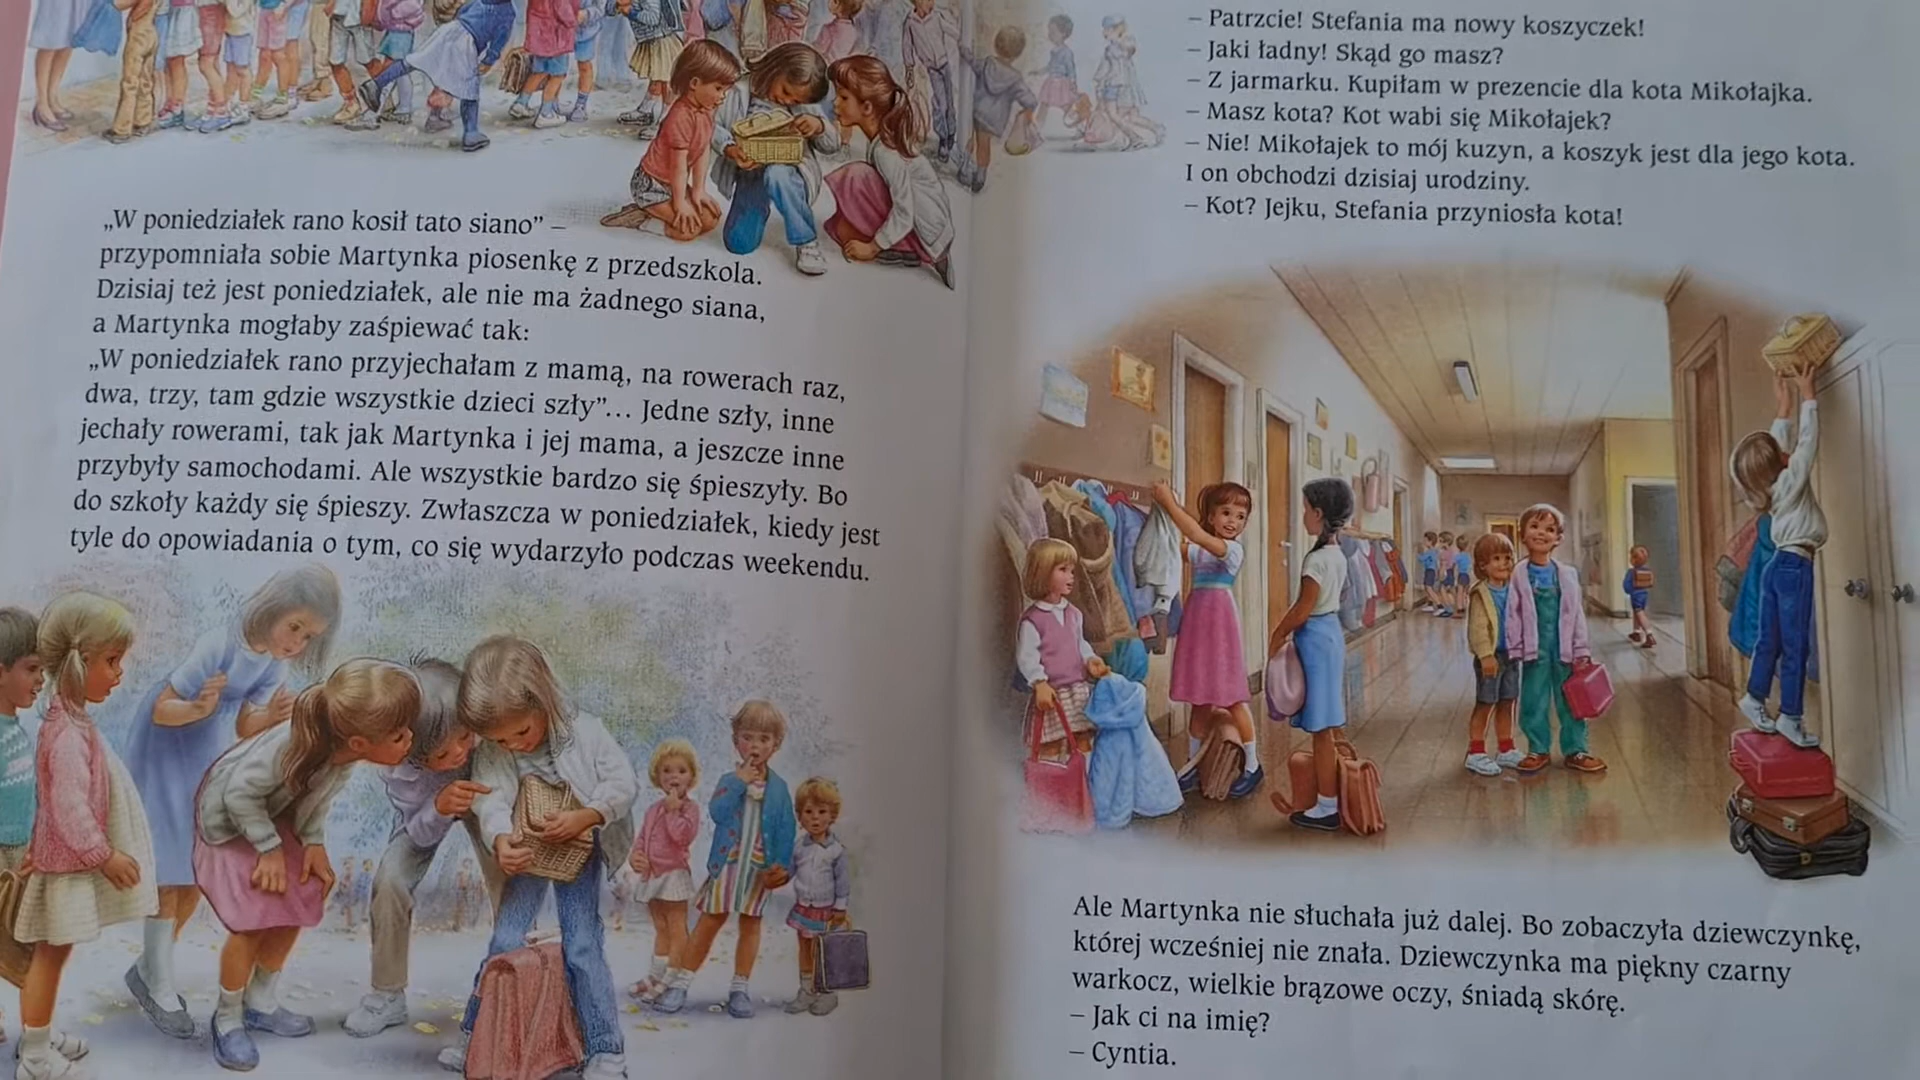 „W poniedziałek rano kosił tato siano” –
przypomniała sobie Martynka piosenkę z przedszkola.
Dzisiaj też jest poniedziałek, ale nie ma żadnego siana,
a Martynka mogłaby zaśpiewać tak:
„W poniedziałek rano przyjechałam z mamą, na rowerach raz,
dwa, trzy, tam gdzie wszystkie dzieci szły”... Jedne szły, inne
jechały rowerami, tak jak Martynka i jej mama, a jeszcze inne
przybyły samochodami. Ale wszystkie bardzo się śpieszyły. Bo
do szkoły każdy się śpieszy. Zwłaszcza w poniedziałek, kiedy jest
tyle do opowiadania o tym, co się wydarzyło podczas weekendu.
– Patrzcie! Stefania ma nowy koszyczek!
– Jaki ładny! Skąd go masz?
– Z jarmarku. Kupiłam w prezencie dla kota Mikołajka.
– Masz kota? Kot wabi się Mikołajek?
– Nie! Mikołajek to mój kuzyn, a koszyk jest dla jego kota.
I on obchodzi dzisiaj urodziny.
– Kot? Jejku, Stefania przyniosła kota!
Ale Martynka nie słuchała już dalej. Bo zobaczyła dziewczynkę,
której wcześniej nie znała. Dziewczynka ma piękny czarny
warkocz, wielkie brązowe oczy, śniadą skórę.
– Jak ci na imię?
– Cyntia.